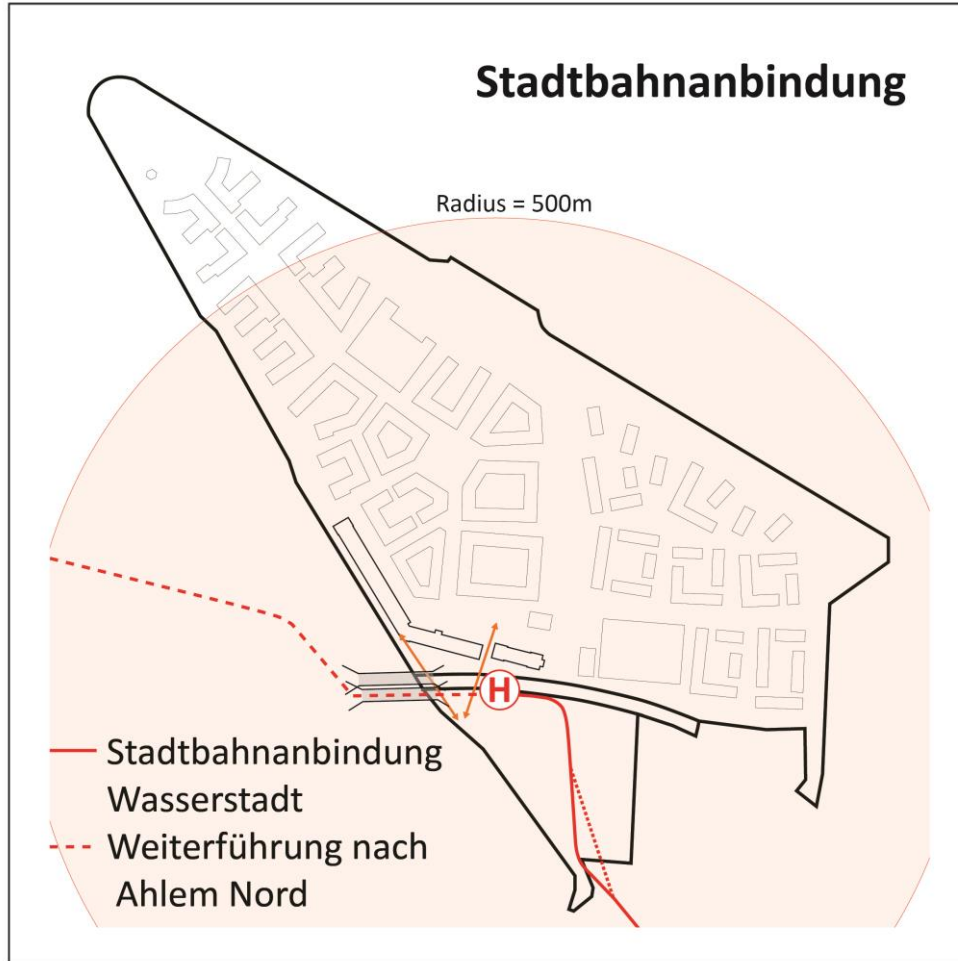 Stadtbahnanbindung
Radius = 500m
H
Stadtbahnanbindung
Wasserstadt
Weiterführung nach
Ahlem Nord